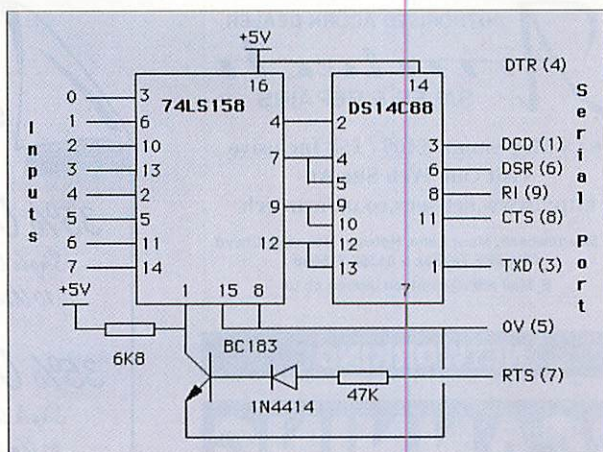 +5V
DTR (4)
16
14
74LS158
DS14C88
Inputs
Serial Port
0
3
1
6
4
2
3
DCD (1)
2
10
7
4
6
DSR (6)
3
13
5
8
RI (9)
4
2
9
9
11
CTS (8)
5
5
10
6
11
12
12
7
14
13
1
TXD (3)
+5V
1
15
8
7
0V (5)
6K8
BC183
RTS (7)
1N4414
47K